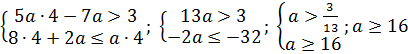 { 5a · 4 − 7a > 3 ; { 13a > 3 ; { a > 3/13 ; a ≥ 16
{ 8 · 4 + 2a ≤ a · 4 { −2a ≤ −32 { a ≥ 16